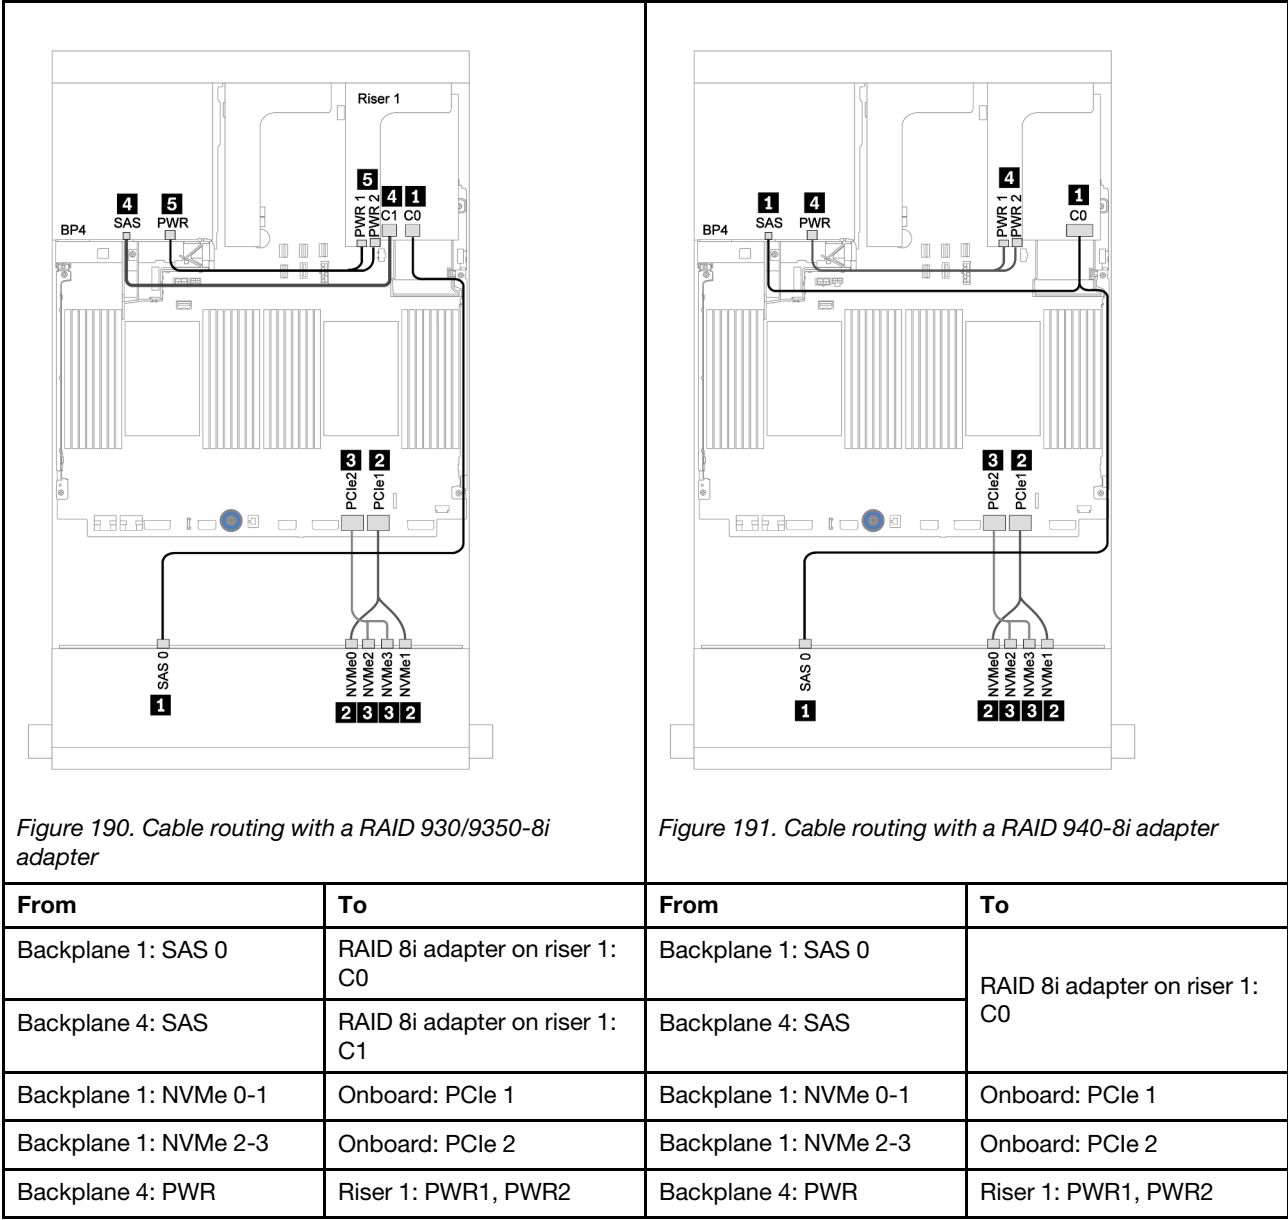 Riser 1
5
4
1
4
5
PWR 1
PWR 2
C1
C0
SAS
PWR
BP4
3
2
PCIe2
PCIe1
SAS 0
NVMe0
NVMe2
NVMe3
NVMe1
1
2
3
3
2
4
1
1
4
PWR 1
PWR 2
C0
SAS
PWR
BP4
3
2
PCIe2
PCIe1
SAS 0
NVMe0
NVMe2
NVMe3
NVMe1
1
2
3
3
2
Figure 190. Cable routing with a RAID 930/9350-8i
adapter
Figure 191. Cable routing with a RAID 940-8i adapter
From
To
From
To
Backplane 1: SAS 0
RAID 8i adapter on riser 1:
C0
Backplane 1: SAS 0
RAID 8i adapter on riser 1:
C0
Backplane 4: SAS
RAID 8i adapter on riser 1:
C1
Backplane 4: SAS
Backplane 1: NVMe 0-1
Onboard: PCIe 1
Backplane 1: NVMe 0-1
Onboard: PCIe 1
Backplane 1: NVMe 2-3
Onboard: PCIe 2
Backplane 1: NVMe 2-3
Onboard: PCIe 2
Backplane 4: PWR
Riser 1: PWR1, PWR2
Backplane 4: PWR
Riser 1: PWR1, PWR2